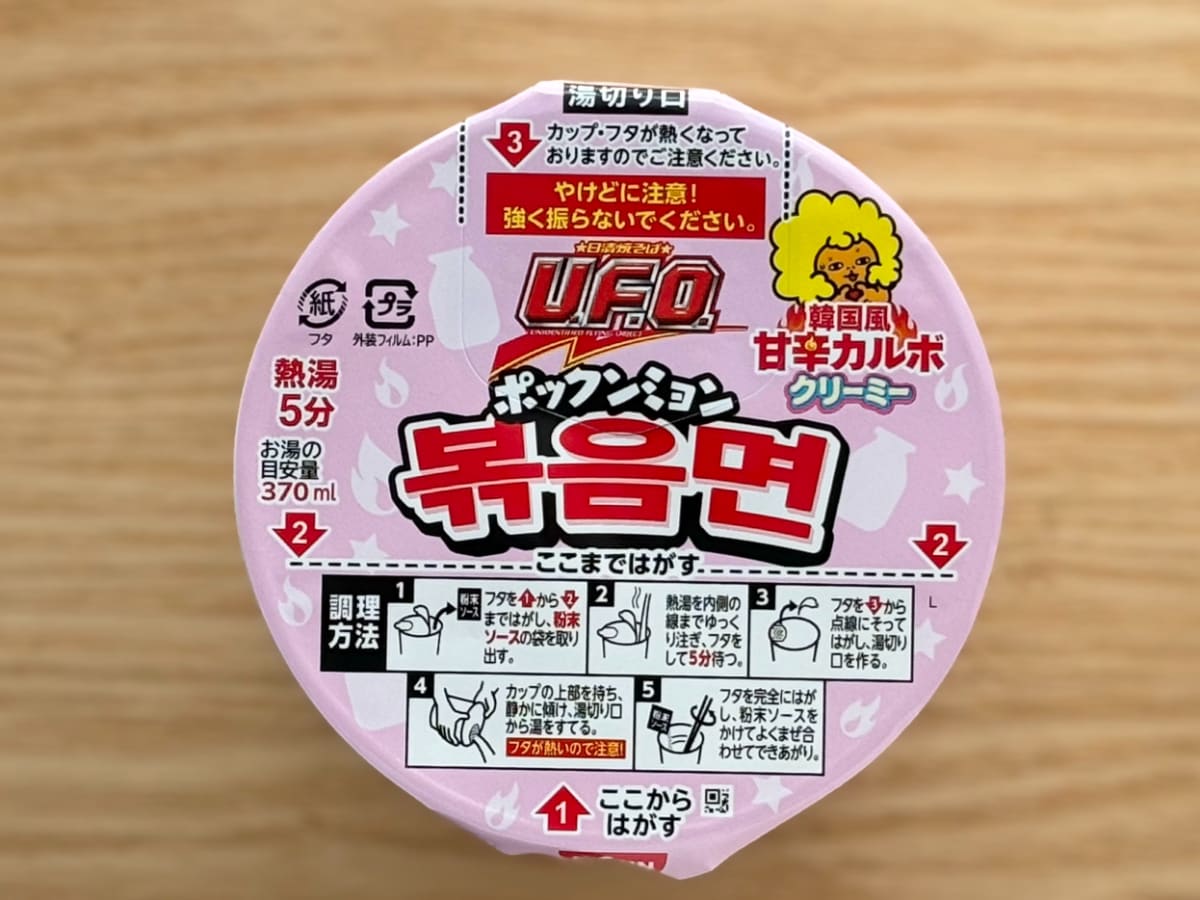 湯切り口
3
カップ・フタが熱くなって
おりますのでご注意ください。
やけどに注意!
強く振らないでください。
★日清焼そば★
U.F.O.
UNIDENTIFIED FLYING OBJECT
韓国風
甘辛カルボ
クリーミー
紙
フタ
プラ
外装フィルム:PP
熱湯
5分
お湯の
目安量
370ml
ポックンミョン
볶음면
2
2
ここまではがす
調理
方法
1
粉末
ソース
フタを1から2
まではがし、粉末
ソースの袋を取り
出す。
2
熱湯を内側の
線までゆっく
り注ぎ、フタを
して5分待つ。
3
フタを3から
点線にそって
はがし、湯切り
口を作る。
L
4
カップの上部を持ち、
静かに傾け、湯切り口
から湯をすてる。
フタが熱いので注意!
5
粉末
ソース
フタを完全にはが
し、粉末ソースを
かけてよくまぜ合
わせてできあがり。
1
ここから
はがす